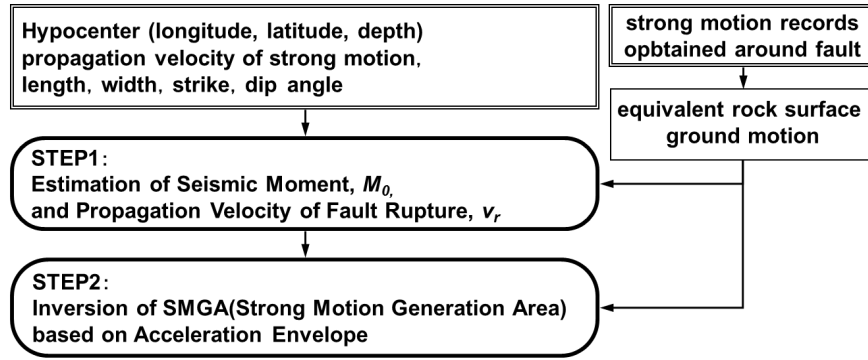 Hypocenter (longitude, latitude, depth)
propagation velocity of strong motion,
length, width, strike, dip angle
strong motion records
opbtained around fault
equivalent rock surface
ground motion
STEP1:
Estimation of Seismic Moment, M0,
and Propagation Velocity of Fault Rupture, vr
STEP2:
Inversion of SMGA(Strong Motion Generation Area)
based on Acceleration Envelope